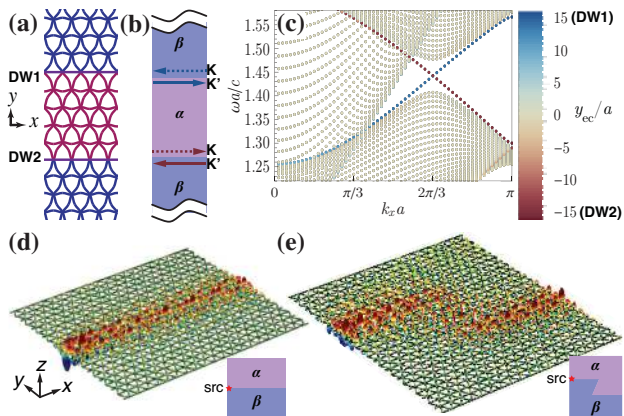 (a)
DW1
y
x
DW2
(b)
β
K
K'
α
K
K'
β
(c)
ωa/c
1.55
1.50
1.45
1.40
1.35
1.30
1.25
0
π/3
2π/3
π
kₓa
15 (DW1)
10
5
0
−5
−10
−15 (DW2)
y_ec/a
(d)
z
y
x
src
α
β
(e)
src
α
β